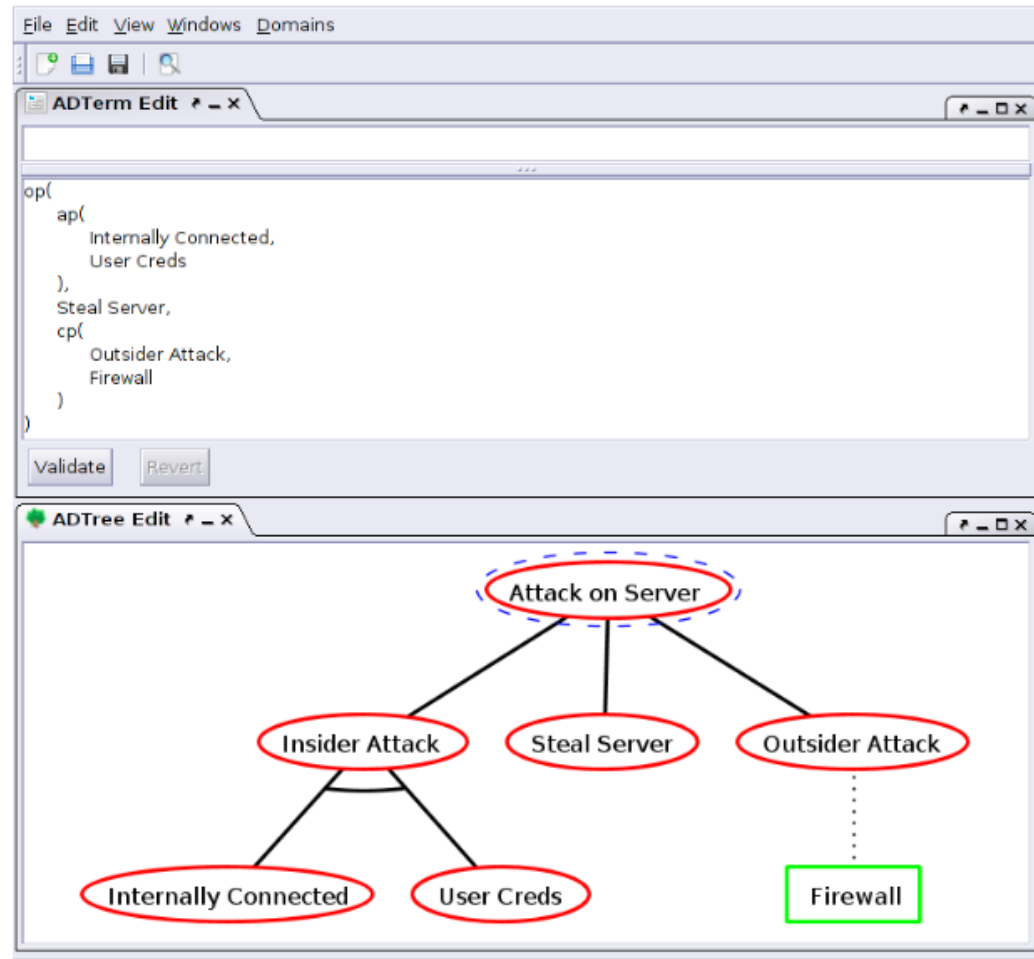 File Edit View Windows Domains
ADTerm Edit
op(
ap(
Internally Connected,
User Creds
),
Steal Server,
cp(
Outsider Attack,
Firewall
)
)
Validate Revert
ADTree Edit
Attack on Server
Insider Attack Steal Server Outsider Attack
Internally Connected User Creds Firewall